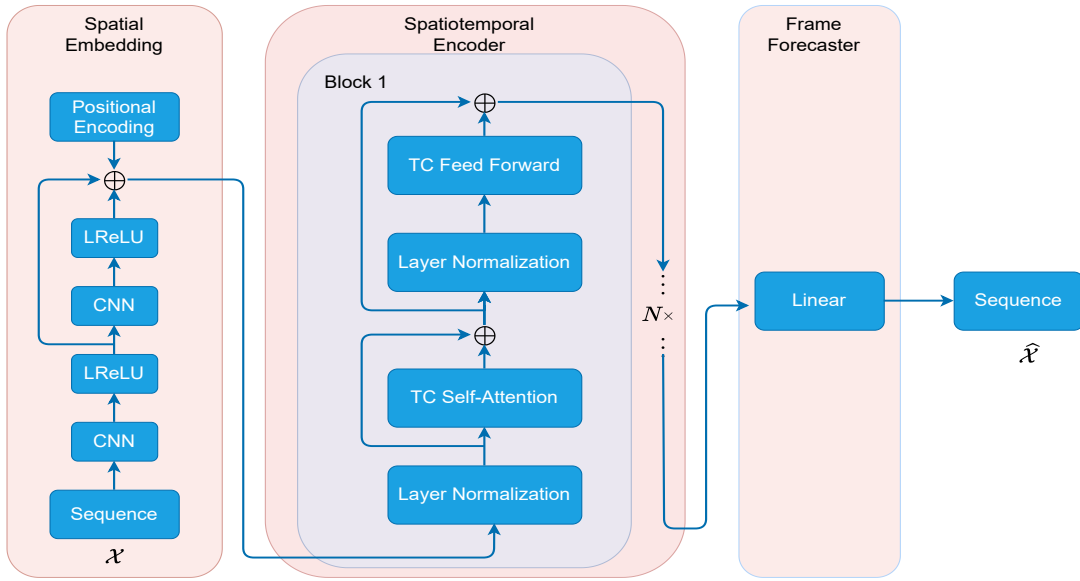 Spatial
Embedding
Positional
Encoding
LReLU
CNN
LReLU
CNN
Sequence
𝒳
Spatiotemporal
Encoder
Block 1
TC Feed Forward
Layer Normalization
TC Self-Attention
Layer Normalization
N×
Frame
Forecaster
Linear
Sequence
𝒳̂